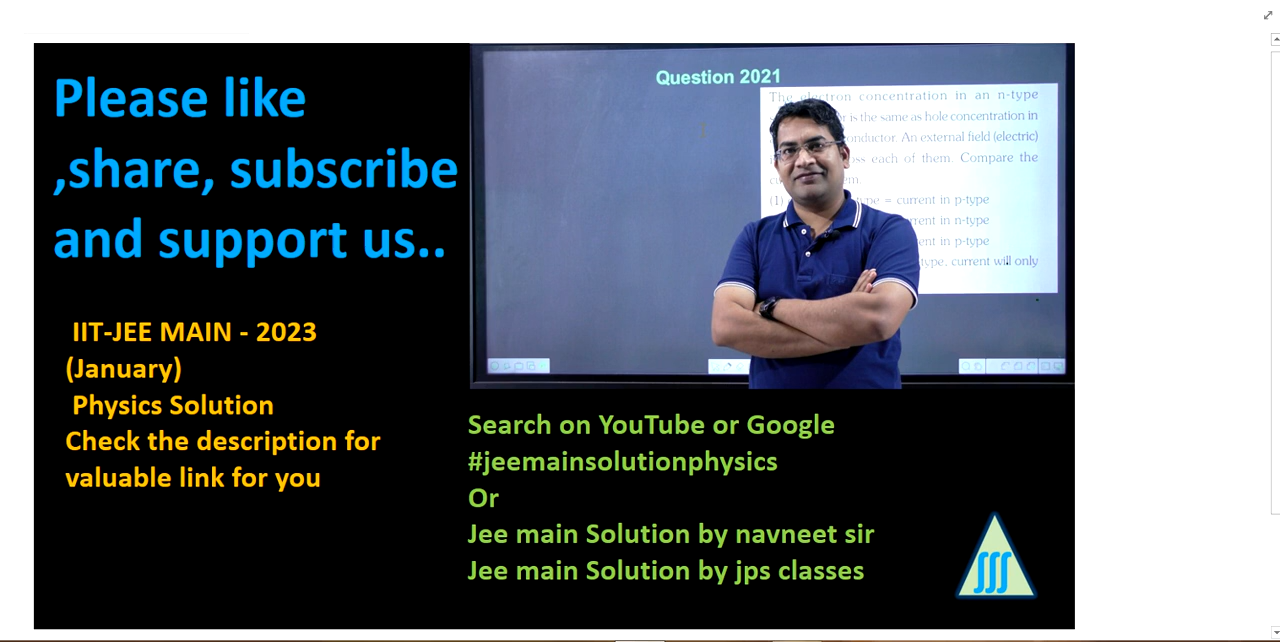 Please like
,share, subscribe
and support us..
IIT-JEE MAIN - 2023
(January)
Physics Solution
Check the description for
valuable link for you
Question 2021
The electron concentration in an n-type
is the same as hole concentration in
An external field (electric)
each of them. Compare the
(1) type = current in p-type
in n-type
in p-type
type, current will only
Search on YouTube or Google
#jeemainsolutionphysics
Or
Jee main Solution by navneet sir
Jee main Solution by jps classes